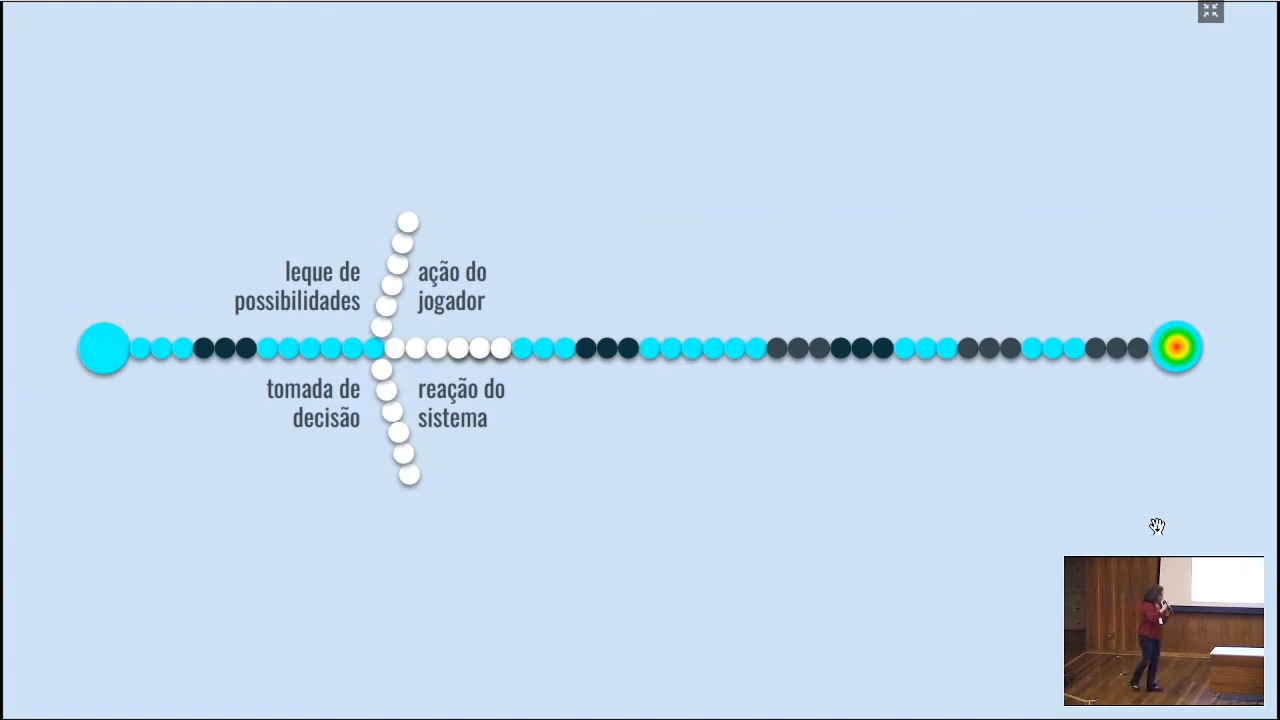 leque de
possibilidades
ação do
jogador
tomada de
decisão
reação do
sistema